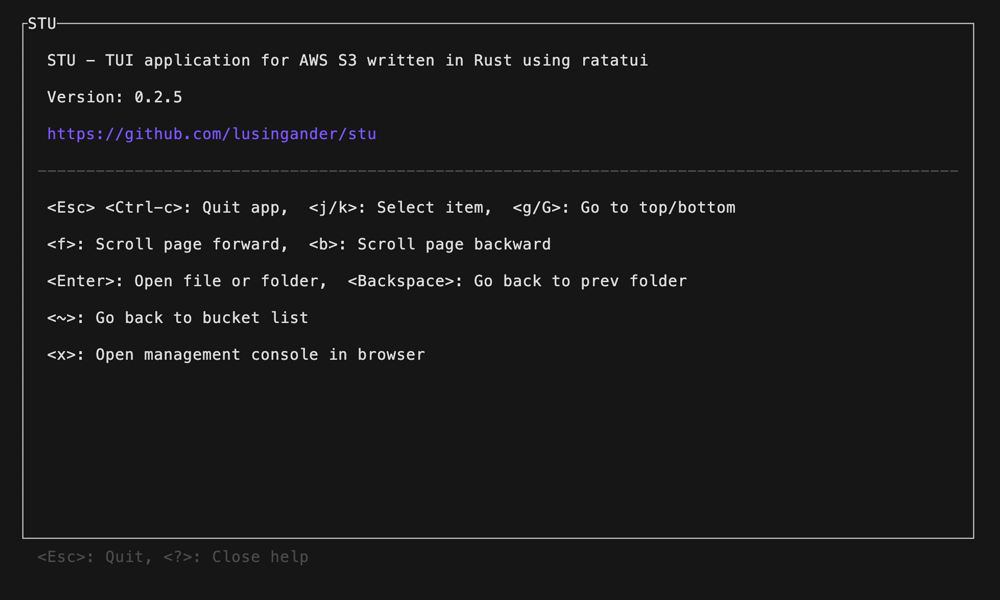 STU
STU – TUI application for AWS S3 written in Rust using ratatui
Version: 0.2.5
https://github.com/lusingander/stu
<Esc> <Ctrl-c>: Quit app,  <j/k>: Select item,  <g/G>: Go to top/bottom
<f>: Scroll page forward,  <b>: Scroll page backward
<Enter>: Open file or folder,  <Backspace>: Go back to prev folder
<~>: Go back to bucket list
<x>: Open management console in browser
<Esc>: Quit, <?>: Close help